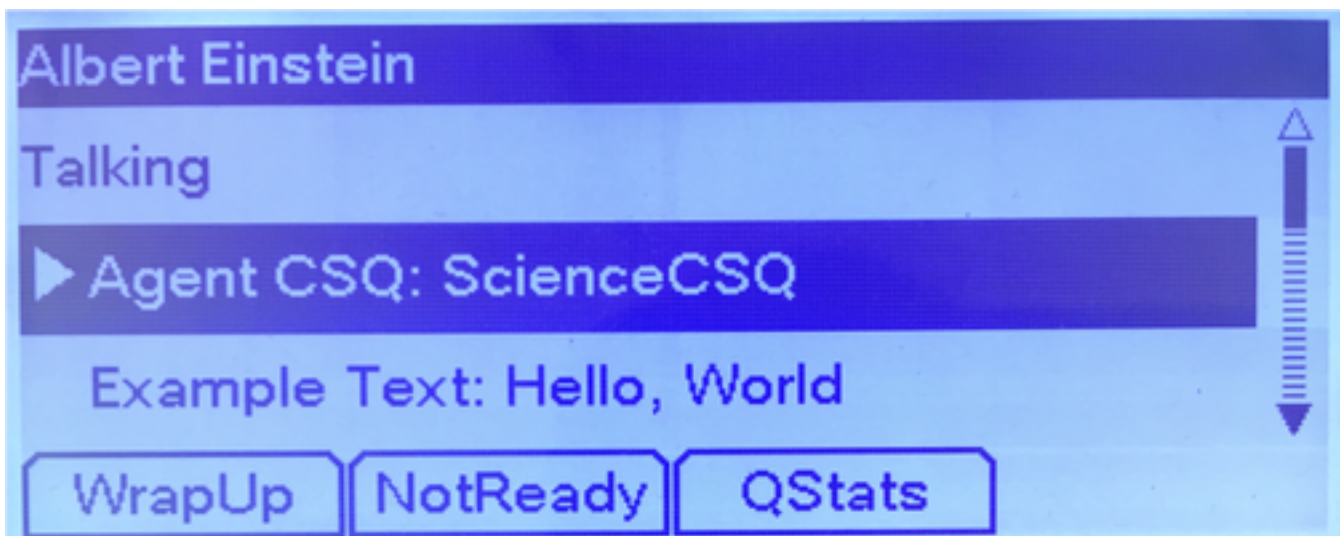 Albert Einstein
Talking
Agent CSQ: ScienceCSQ
Example Text: Hello, World
WrapUp NotReady QStats